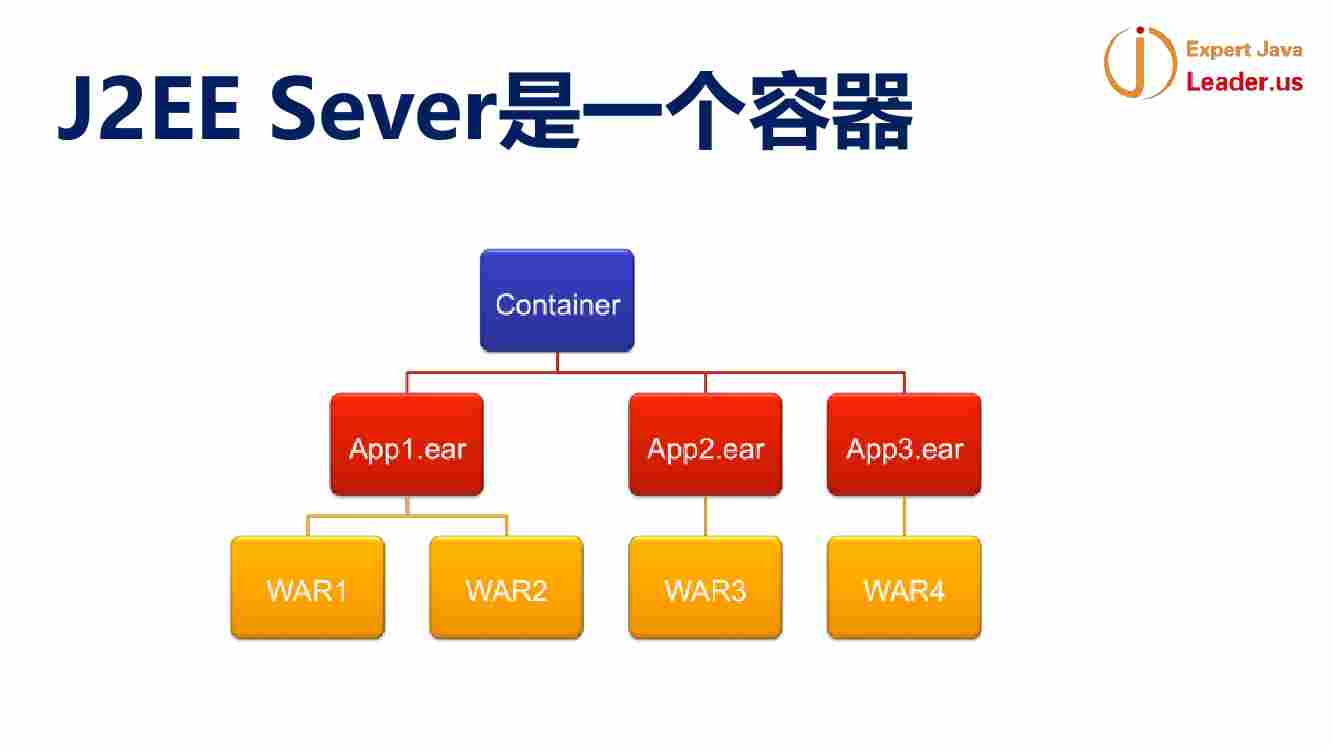 Expert Java
Leader.us
J2EE Sever是一个容器
Container
App1.ear
App2.ear
App3.ear
WAR1
WAR2
WAR3
WAR4